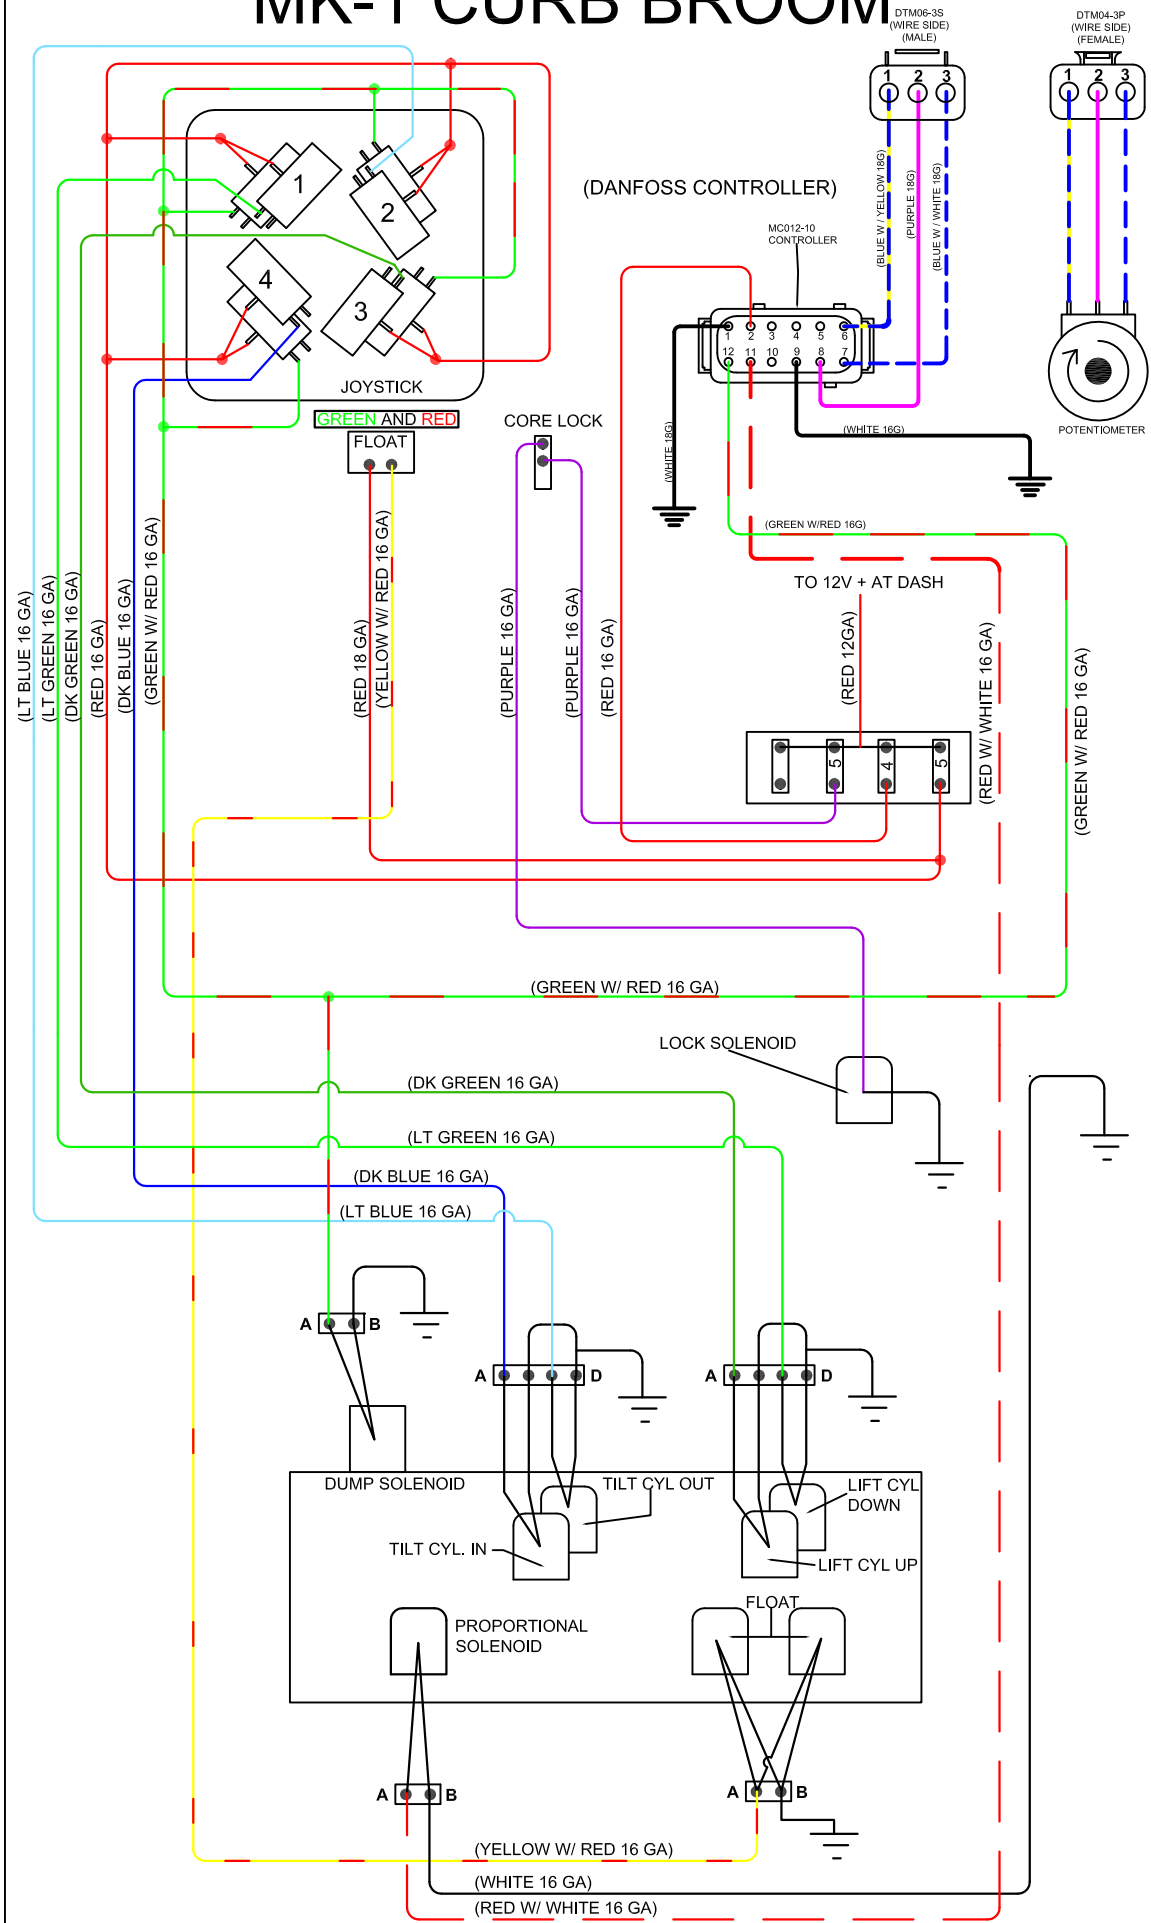 MK-1 CURB BROOM
DTM06-3S
(WIRE SIDE)
(MALE)
DTM04-3P
(WIRE SIDE)
(FEMALE)
1 2 3
1 2 3
(BLUE W / YELLOW 18G)
(PURPLE 18G)
(BLUE W / WHITE 18G)
(DANFOSS CONTROLLER)
MC012-10
CONTROLLER
1
2
4
3
JOYSTICK
1 2 3 4 5 6
12 11 10 9 8 7
POTENTIOMETER
GREEN AND RED
FLOAT
CORE LOCK
(WHITE 18G)
(WHITE 16G)
(GREEN W/RED 16G)
TO 12V + AT DASH
(LT BLUE 16 GA)
(LT GREEN 16 GA)
(DK GREEN 16 GA)
(RED 16 GA)
(DK BLUE 16 GA)
(GREEN W/ RED 16 GA)
(RED 18 GA)
(YELLOW W/ RED 16 GA)
(PURPLE 16 GA)
(PURPLE 16 GA)
(RED 16 GA)
(RED 12GA)
(RED W/ WHITE 16 GA)
(GREEN W/ RED 16 GA)
5 4 5
(GREEN W/ RED 16 GA)
LOCK SOLENOID
(DK GREEN 16 GA)
(LT GREEN 16 GA)
(DK BLUE 16 GA)
(LT BLUE 16 GA)
A B
A D
A D
DUMP SOLENOID
TILT CYL OUT
LIFT CYL
DOWN
TILT CYL. IN
LIFT CYL UP
FLOAT
PROPORTIONAL
SOLENOID
A B
A B
(YELLOW W/ RED 16 GA)
(WHITE 16 GA)
(RED W/ WHITE 16 GA)